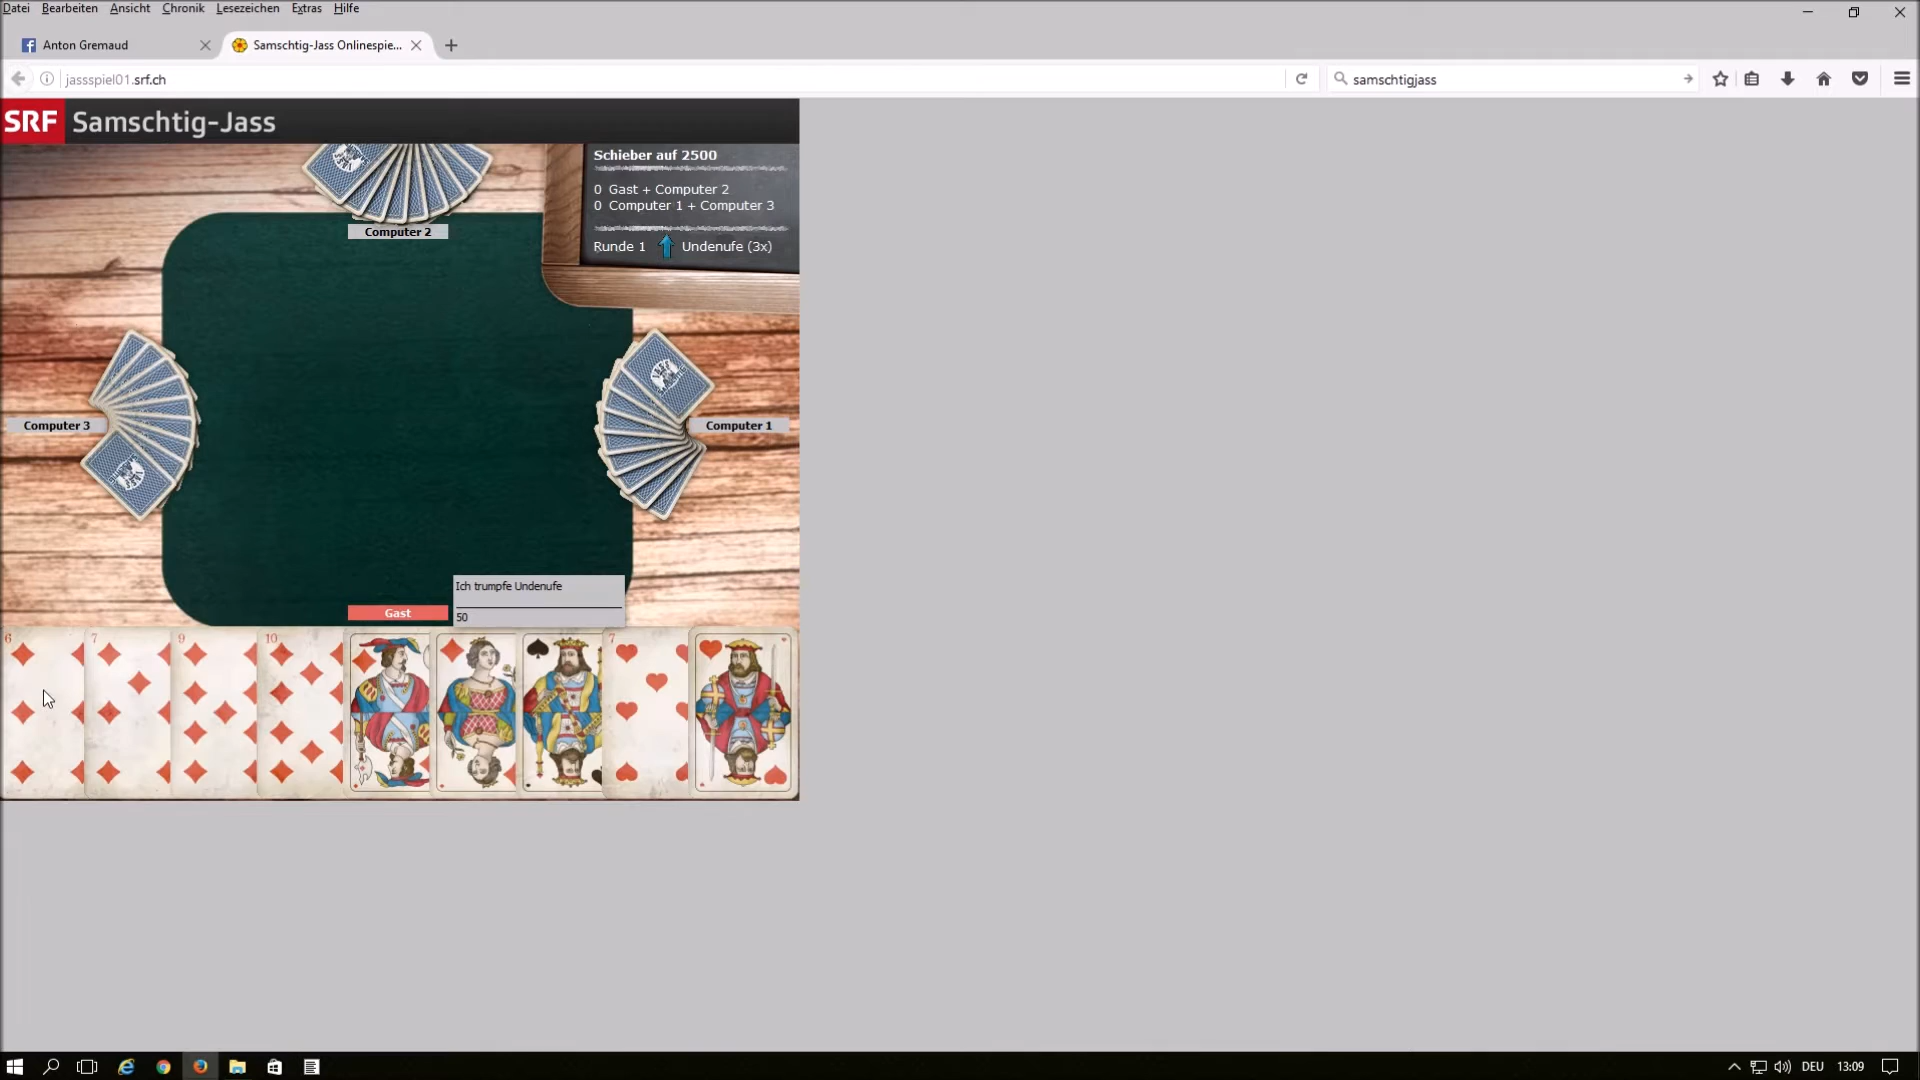 Datei Bearbeiten Ansicht Chronik Lesezeichen Extras Hilfe
Anton Gremaud
Samschtig-Jass Onlinespie...
jassspiel01.srf.ch
samschtigjass
SRF Samschtig-Jass
Schieber auf 2500
0 Gast + Computer 2
0 Computer 1 + Computer 3
Runde 1 Undenufe (3x)
Computer 2
Computer 3
Computer 1
Ich trumpfe Undenufe
Gast
50
6 7 9 10 7
DEU 13:09